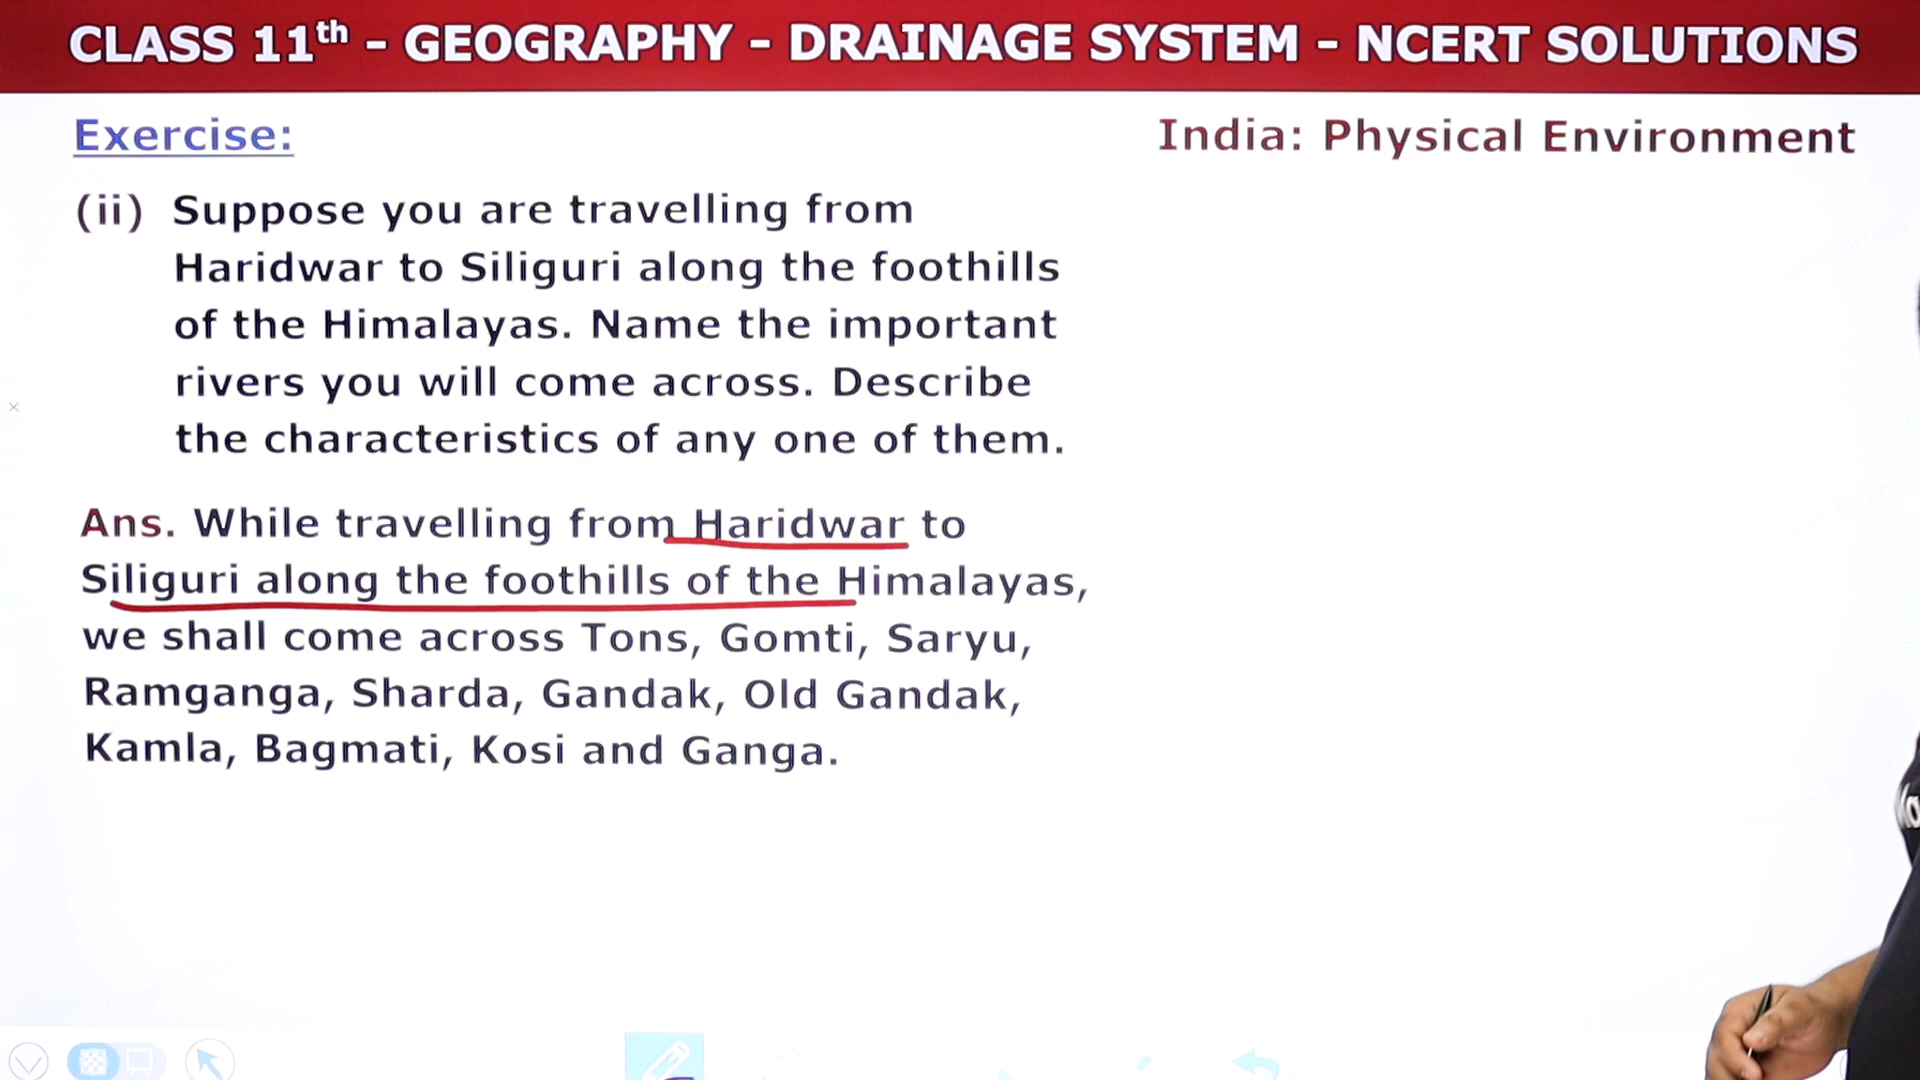 CLASS 11th - GEOGRAPHY - DRAINAGE SYSTEM - NCERT SOLUTIONS
Exercise:
India: Physical Environment
(ii) Suppose you are travelling from
Haridwar to Siliguri along the foothills
of the Himalayas. Name the important
rivers you will come across. Describe
the characteristics of any one of them.
Ans. While travelling from Haridwar to
Siliguri along the foothills of the Himalayas,
we shall come across Tons, Gomti, Saryu,
Ramganga, Sharda, Gandak, Old Gandak,
Kamla, Bagmati, Kosi and Ganga.